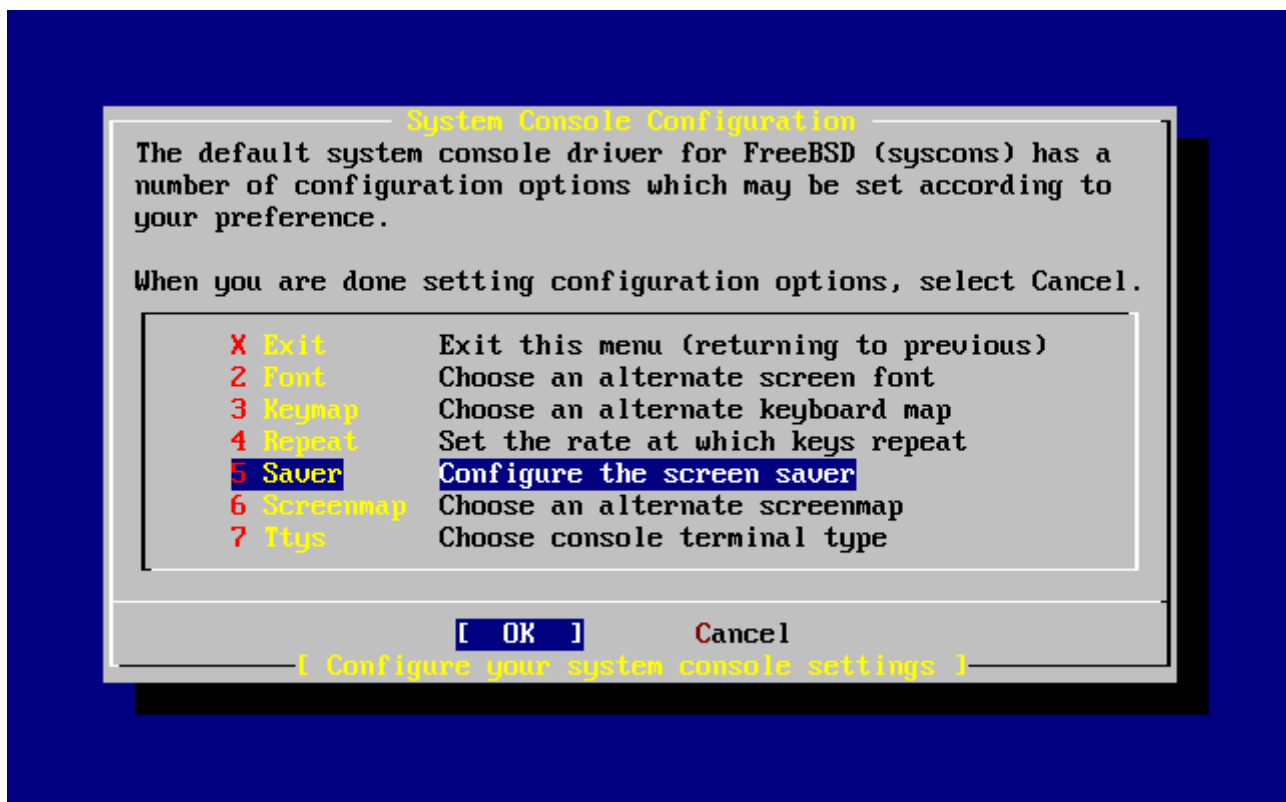 System Console Configuration
The default system console driver for FreeBSD (syscons) has a
number of configuration options which may be set according to
your preference.
When you are done setting configuration options, select Cancel.
X Exit Exit this menu (returning to previous)
2 Font Choose an alternate screen font
3 Keymap Choose an alternate keyboard map
4 Repeat Set the rate at which keys repeat
5 Saver Configure the screen saver
6 Screenmap Choose an alternate screenmap
7 Ttys Choose console terminal type
[ OK ] Cancel
[ Configure your system console settings ]